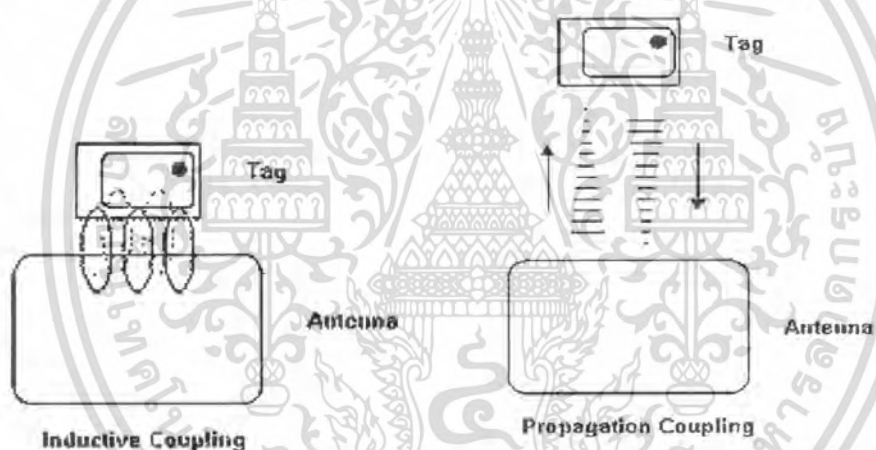 Tag
Antenna
Inductive Coupling
Tag
Antenna
Propagation Coupling